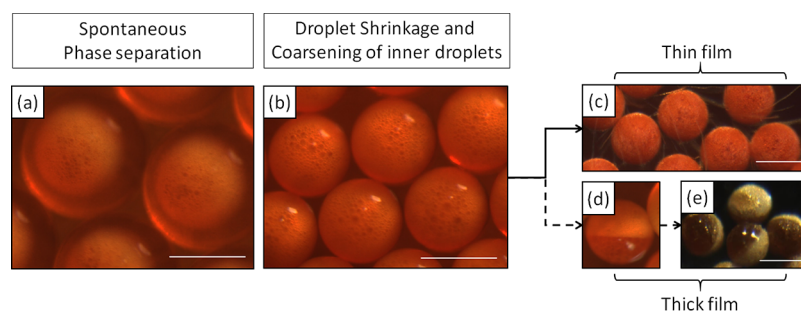 Spontaneous
Phase separation
Droplet Shrinkage and
Coarsening of inner droplets
Thin film
(a)
(b)
(c)
(d)
(e)
Thick film